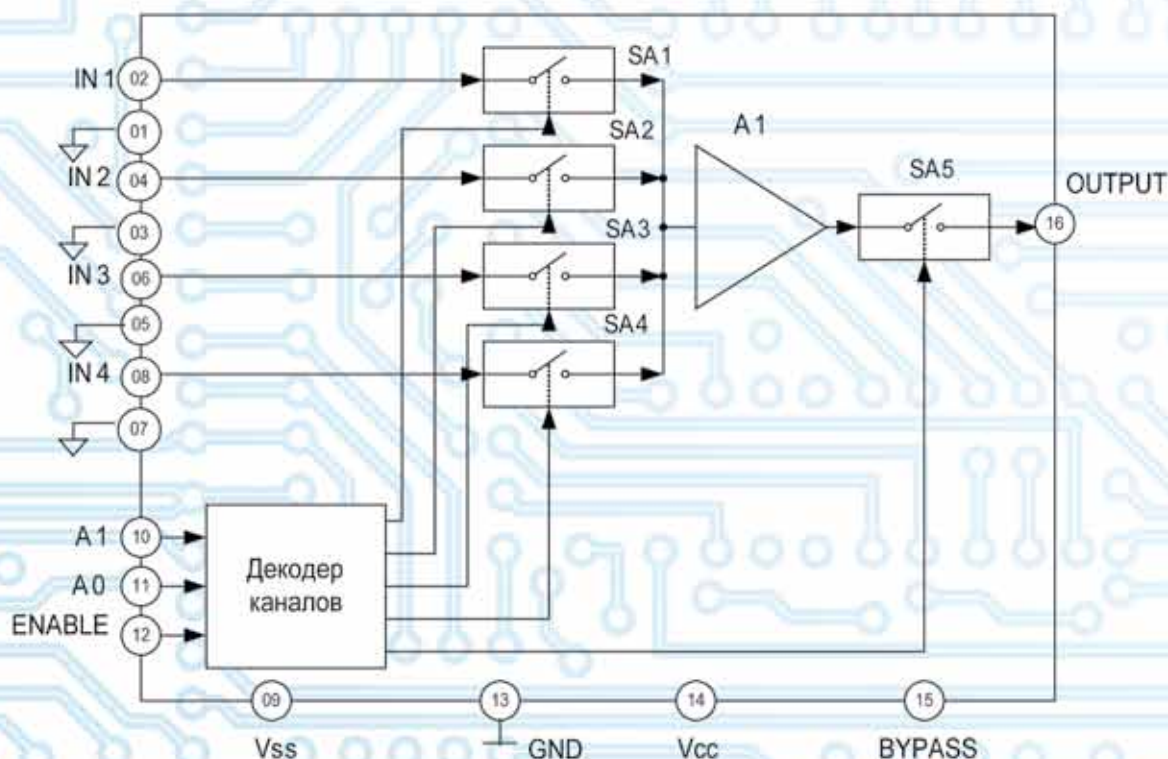 SA1
IN 1
02
01
SA2
A 1
IN 2
04
SA5
OUTPUT
03
SA3
16
IN 3
06
05
SA4
IN 4
08
07
A 1
10
A 0
11
ENABLE
12
Декодер
каналов
09
13
14
15
Vss
GND
Vcc
BYPASS